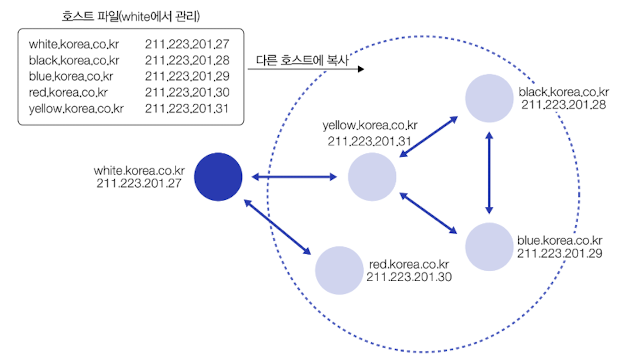 호스트 파일(white에서 관리)
white.korea.co.kr 211.223.201.27
black.korea.co.kr 211.223.201.28
blue.korea.co.kr 211.223.201.29
red.korea.co.kr 211.223.201.30
yellow.korea.co.kr 211.223.201.31
다른 호스트에 복사
black.korea.co.kr
211.223.201.28
yellow.korea.co.kr
211.223.201.31
white.korea.co.kr
211.223.201.27
blue.korea.co.kr
211.223.201.29
red.korea.co.kr
211.223.201.30